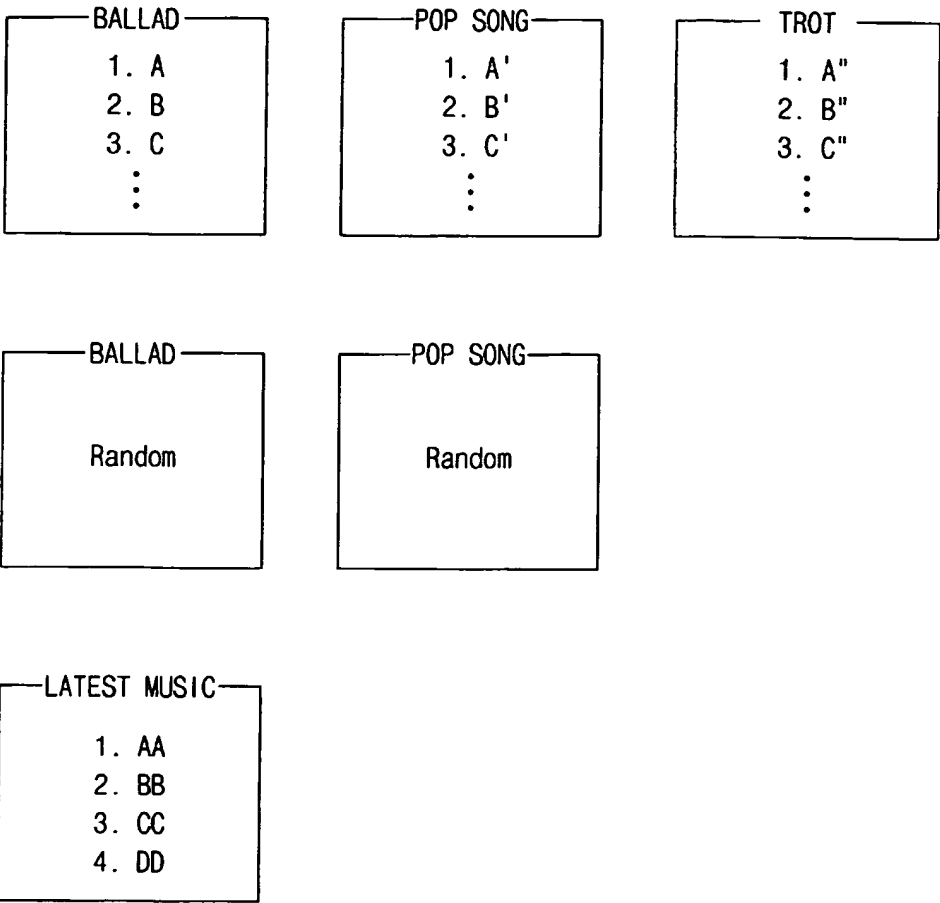 BALLAD
1. A
2. B
3. C
⋮
POP SONG
1. A'
2. B'
3. C'
⋮
TROT
1. A"
2. B"
3. C"
⋮
BALLAD
Random
POP SONG
Random
LATEST MUSIC
1. AA
2. BB
3. CC
4. DD